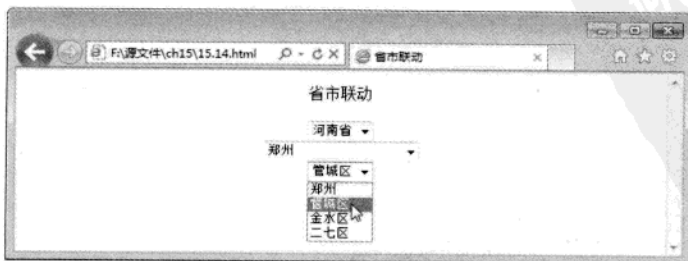 F:\源文件\ch15\15.14.html
省市联动
省市联动
河南省
郑州
管城区
郑州
管城区
金水区
二七区